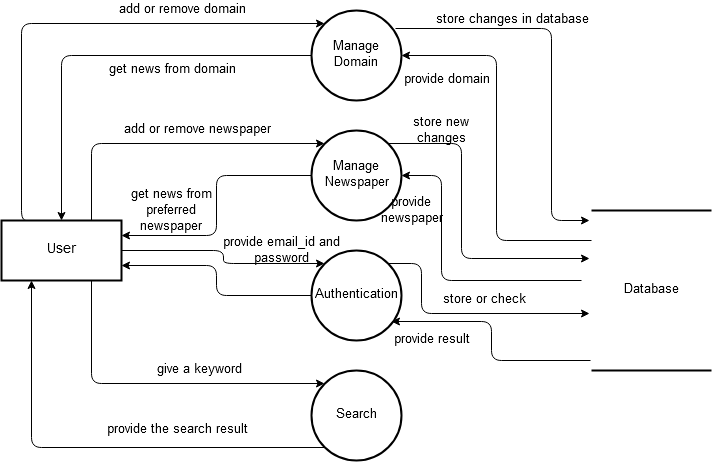 add or remove domain
store changes in database
Manage
Domain
get news from domain
provide domain
store new
changes
add or remove newspaper
Manage
Newspaper
get news from
preferred
newspaper
provide
newspaper
User
provide email_id and
password
Authentication
Database
store or check
provide result
give a keyword
Search
provide the search result